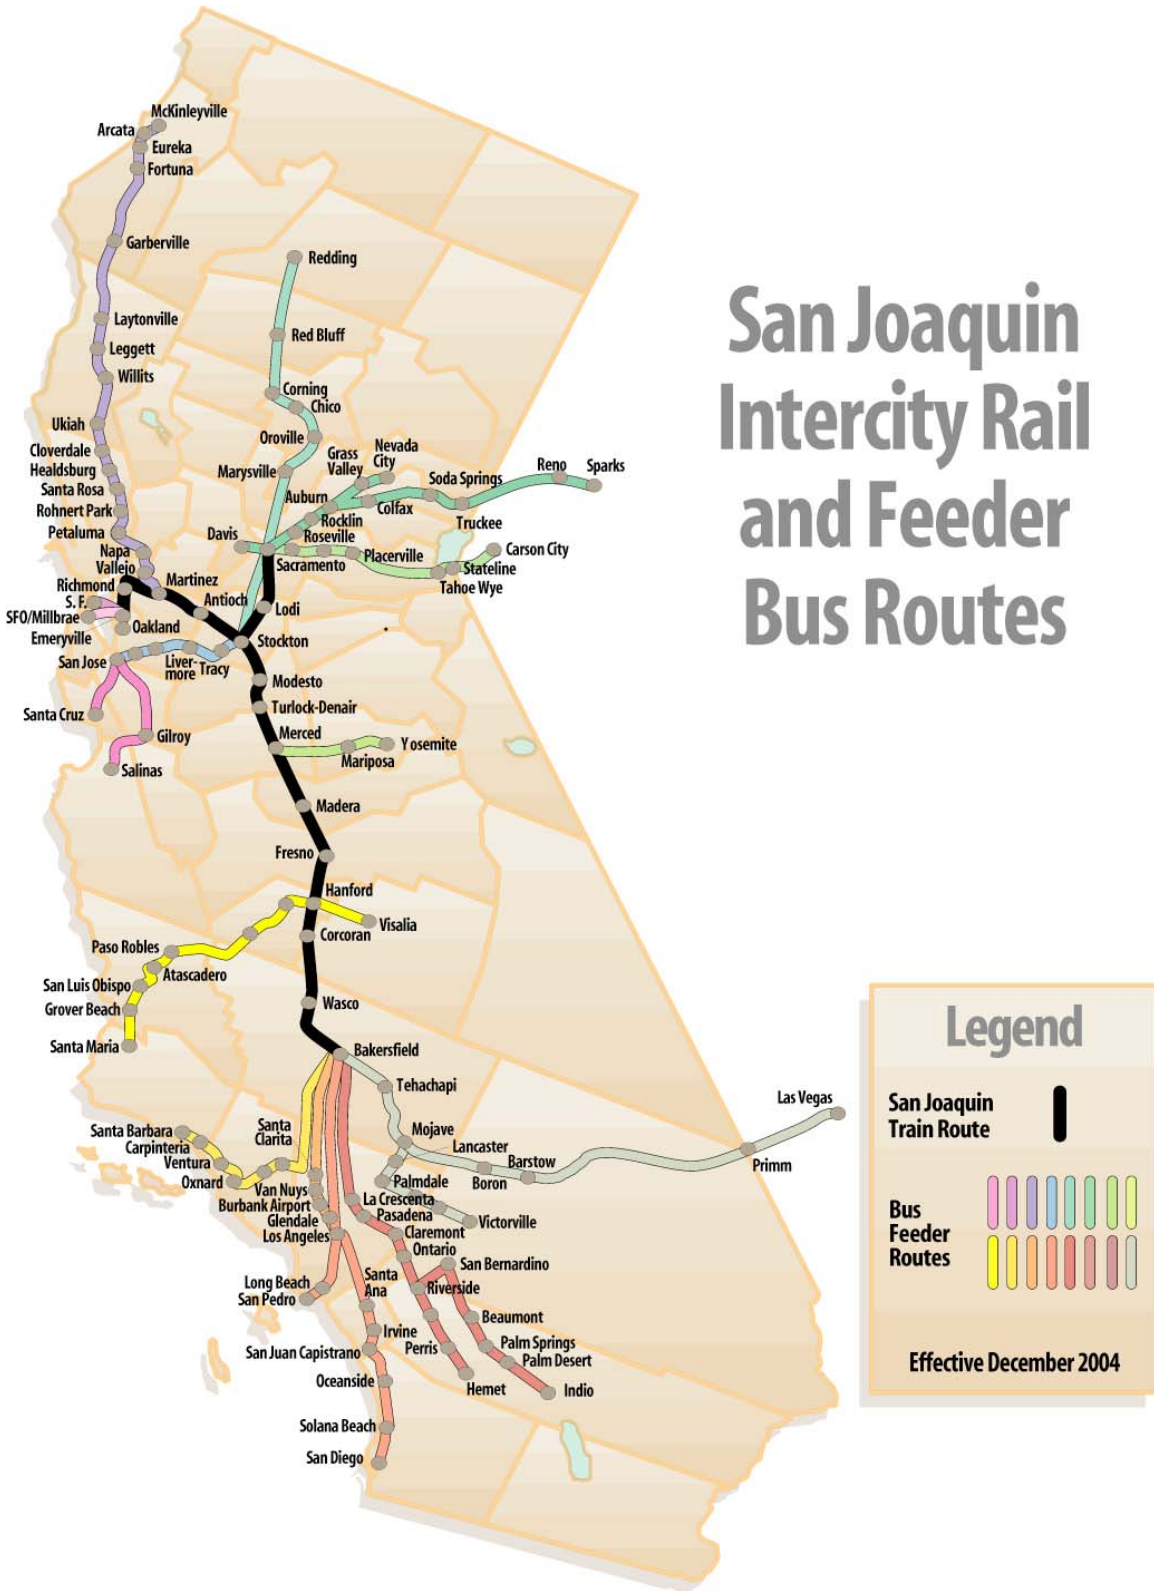 San Joaquin
Intercity Rail
and Feeder
Bus Routes
McKinleyville
Arcata
Eureka
Fortuna
Garberville
Redding
Laytonville
Red Bluff
Leggett
Willits
Corning
Chico
Ukiah
Oroville
Cloverdale
Healdsburg
Marysville
Grass
Valley
Nevada
City
Soda Springs
Reno
Sparks
Santa Rosa
Auburn
Rohnert Park
Rocklin
Colfax
Truckee
Petaluma
Davis
Roseville
Napa
Placerville
Carson City
Vallejo
Sacramento
Stateline
Tahoe Wye
Richmond
Martinez
S. F.
Antioch
Lodi
SFO/Millbrae
Emeryville
Oakland
Stockton
San Jose
Liver-
more
Tracy
Modesto
Turlock-Denair
Santa Cruz
Gilroy
Merced
Yosemite
Mariposa
Salinas
Madera
Fresno
Hanford
Visalia
Corcoran
Paso Robles
Atascadero
San Luis Obispo
Grover Beach
Wasco
Santa Maria
Bakersfield
Tehachapi
Las Vegas
Santa
Clarita
Santa Barbara
Carpinteria
Ventura
Oxnard
Mojave
Lancaster
Barstow
Boron
Primm
Van Nuys
Palmdale
Burbank Airport
La Crescenta
Glendale
Pasadena
Victorville
Los Angeles
Claremont
Ontario
San Bernardino
Long Beach
San Pedro
Santa
Ana
Riverside
Beaumont
Irvine
San Juan Capistrano
Perris
Palm Springs
Palm Desert
Oceanside
Hemet
Indio
Solana Beach
San Diego
Legend
San Joaquin
Train Route
Bus
Feeder
Routes
Effective December 2004